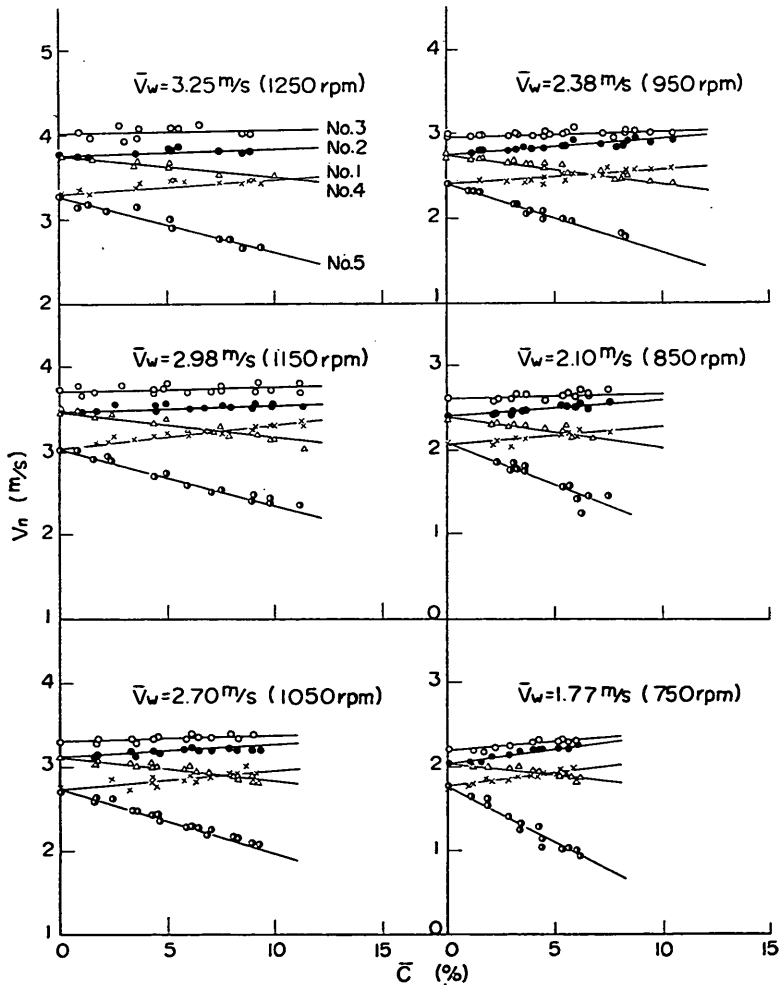 5
4
3
2
V̄w=3.25 m/s (1250 rpm)
No.3
No.2
No.1
No.4
No.5
4
3
2
1
V̄w=2.38 m/s (950 rpm)
4
3
2
1
V̄w=2.98 m/s (1150 rpm)
3
2
1
0
V̄w=2.10 m/s (850 rpm)
4
3
2
1
V̄w=2.70 m/s (1050 rpm)
3
2
1
0
V̄w=1.77 m/s (750 rpm)
Vn (m/s)
0 5 10 15
0 5 10 15
C̄ (%)